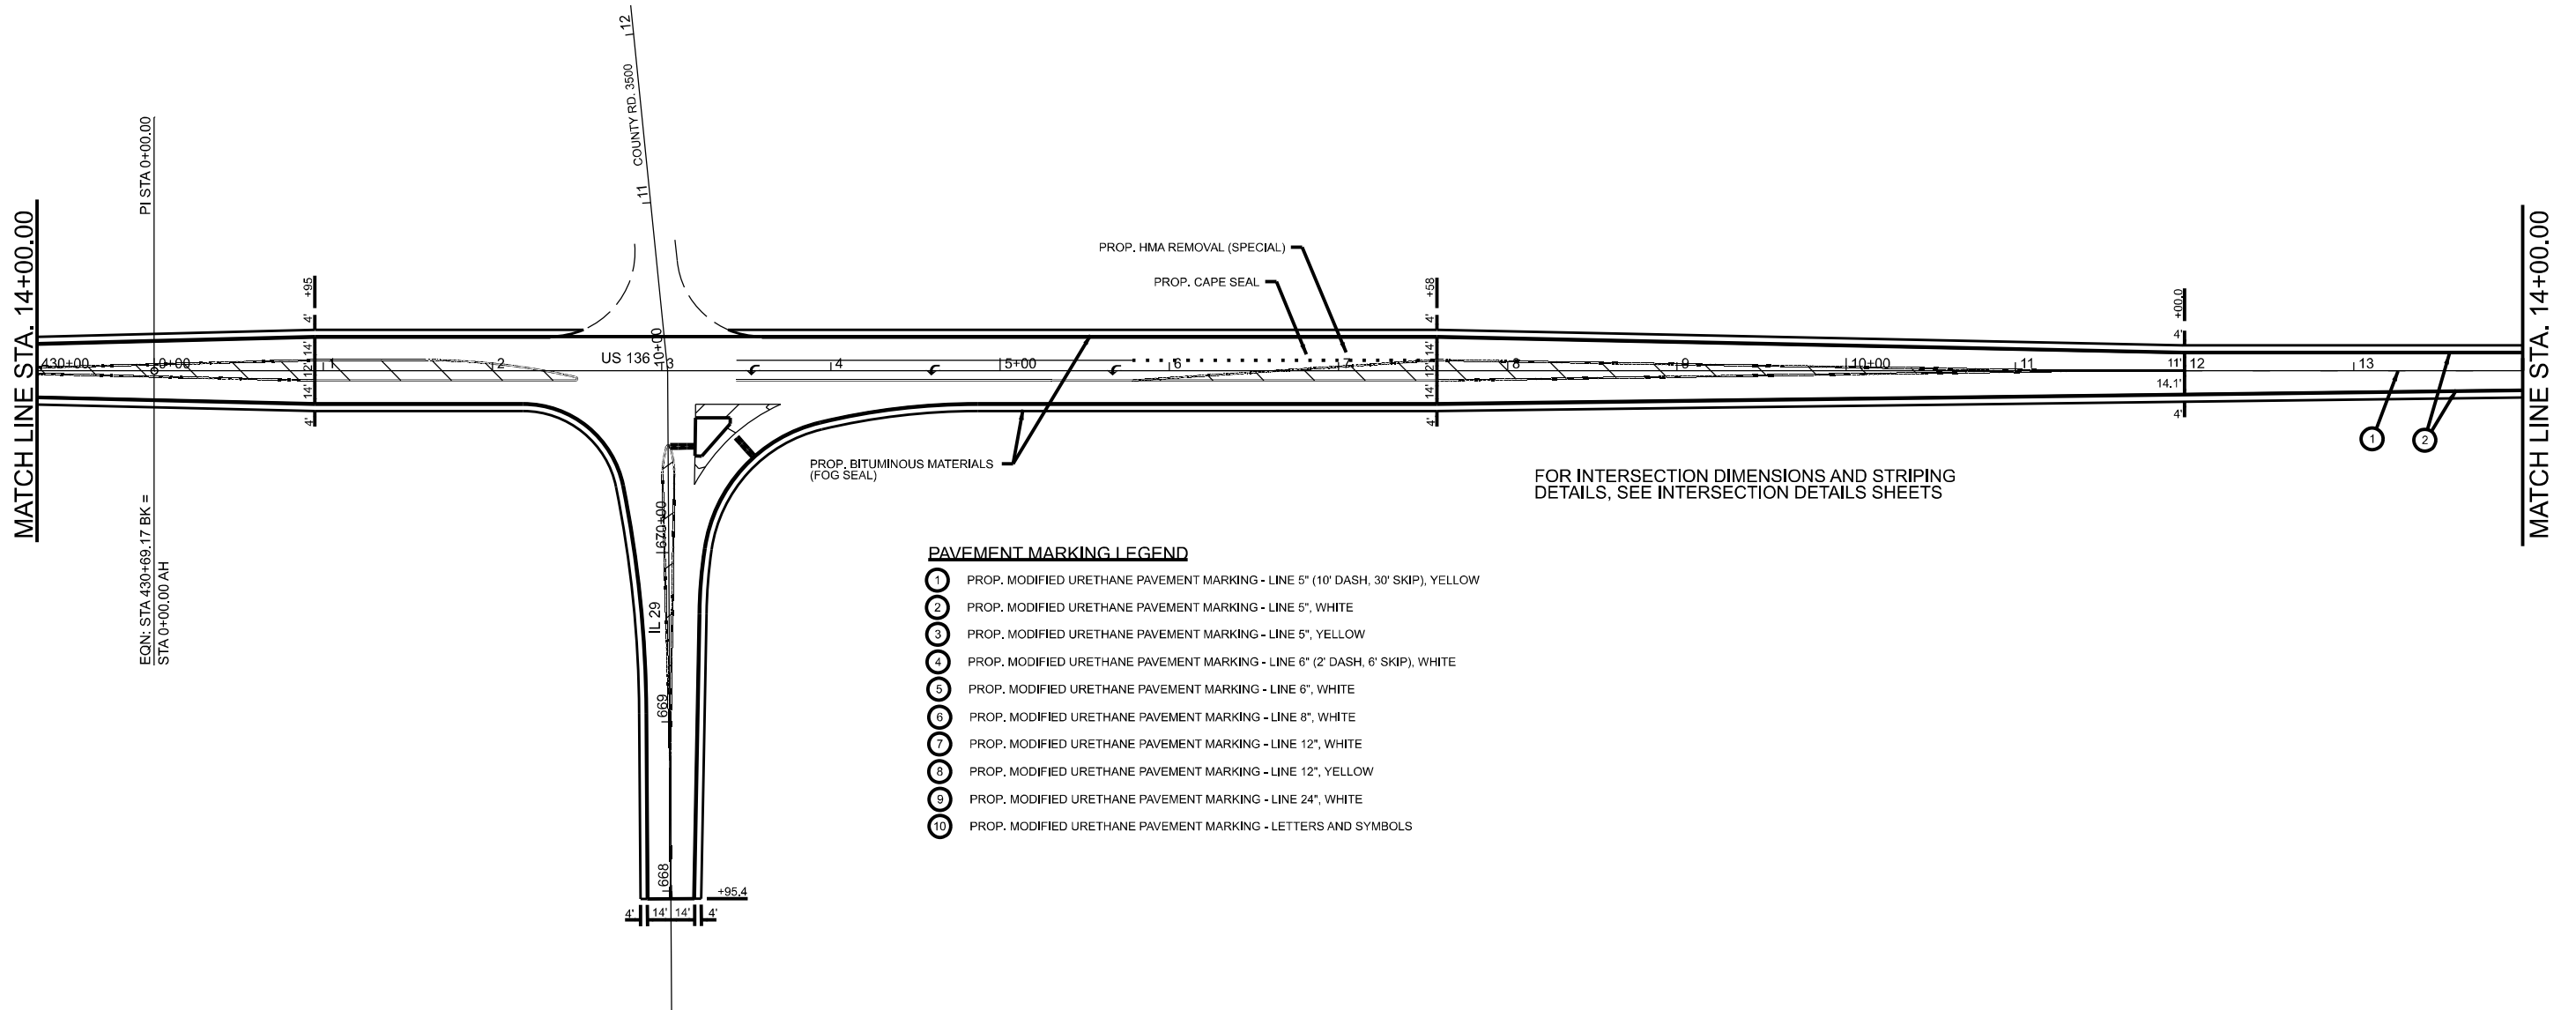 MATCH LINE STA. 14+00.00
PI STA 0+00.00
EQN: STA 430+69.17 BK =
STA 0+00.00 AH
12
COUNTY RD. 3500
11
10+00
+95
4'
14'
12'
14'
4'
430+00
0+00
1
2
US 136
3
4
5+00
6
7
8
9
10+00
11
12
13
PROP. HMA REMOVAL (SPECIAL)
PROP. CAPE SEAL
+58
4'
14'
12'
14'
4'
+00.0
4'
11'
14.1'
4'
1
2
PROP. BITUMINOUS MATERIALS
(FOG SEAL)
FOR INTERSECTION DIMENSIONS AND STRIPING
DETAILS, SEE INTERSECTION DETAILS SHEETS
670+00
IL 29
669
668
+95.4
4' 14' 14' 4'
PAVEMENT MARKING LEGEND
1 PROP. MODIFIED URETHANE PAVEMENT MARKING - LINE 5" (10' DASH, 30' SKIP), YELLOW
2 PROP. MODIFIED URETHANE PAVEMENT MARKING - LINE 5", WHITE
3 PROP. MODIFIED URETHANE PAVEMENT MARKING - LINE 5", YELLOW
4 PROP. MODIFIED URETHANE PAVEMENT MARKING - LINE 6" (2' DASH, 6' SKIP), WHITE
5 PROP. MODIFIED URETHANE PAVEMENT MARKING - LINE 6", WHITE
6 PROP. MODIFIED URETHANE PAVEMENT MARKING - LINE 8", WHITE
7 PROP. MODIFIED URETHANE PAVEMENT MARKING - LINE 12", WHITE
8 PROP. MODIFIED URETHANE PAVEMENT MARKING - LINE 12", YELLOW
9 PROP. MODIFIED URETHANE PAVEMENT MARKING - LINE 24", WHITE
10 PROP. MODIFIED URETHANE PAVEMENT MARKING - LETTERS AND SYMBOLS
MATCH LINE STA. 14+00.00